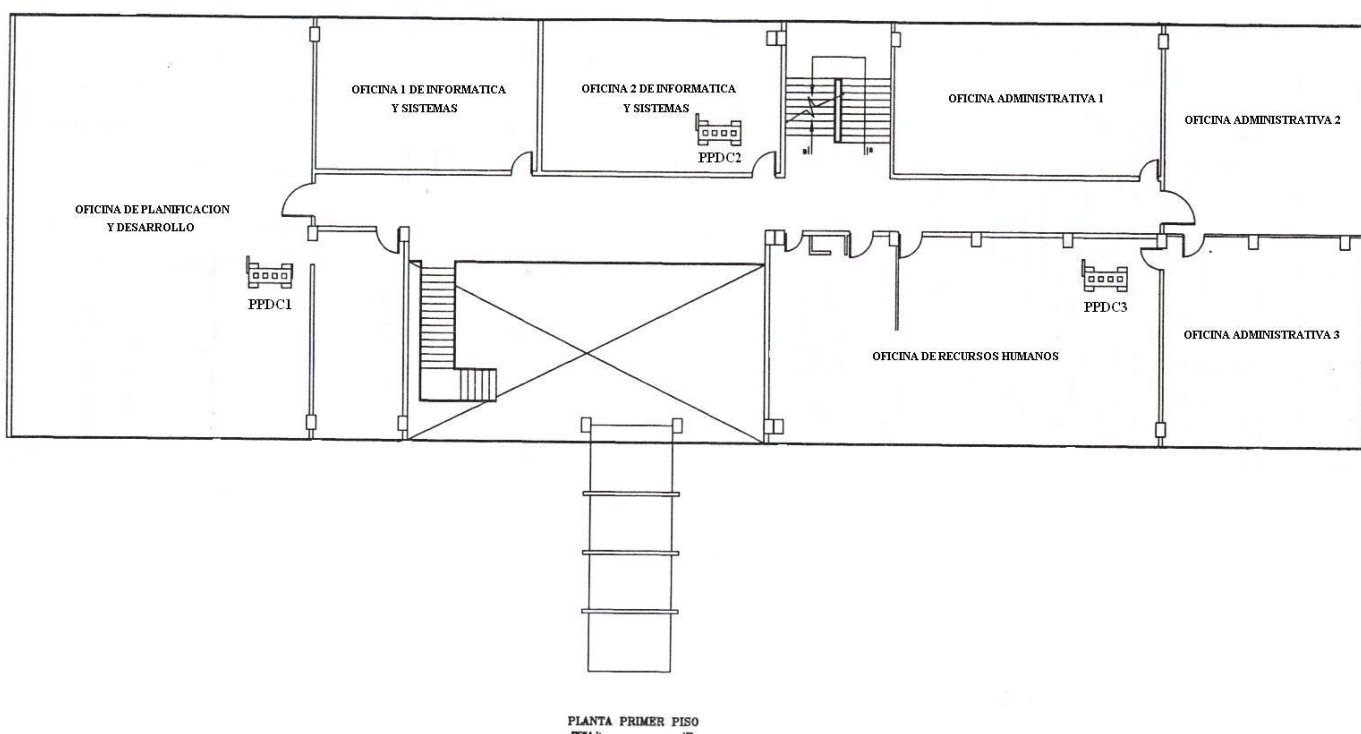 OFICINA 1 DE INFORMATICA
Y SISTEMAS
OFICINA 2 DE INFORMATICA
Y SISTEMAS
OFICINA ADMINISTRATIVA 1
OFICINA ADMINISTRATIVA 2
PPDC2
OFICINA DE PLANIFICACION
Y DESARROLLO
PPDC1
PPDC3
OFICINA ADMINISTRATIVA 3
OFICINA DE RECURSOS HUMANOS
PLANTA PRIMER PISO